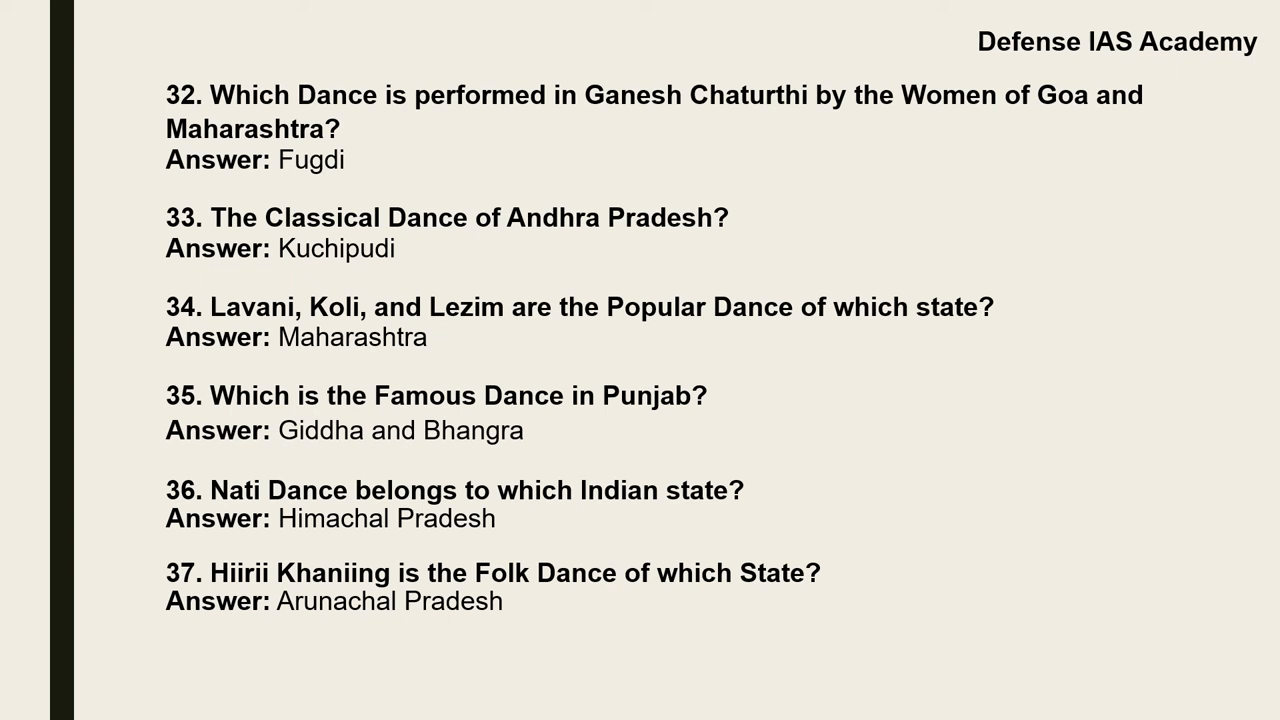 Defense IAS Academy
32. Which Dance is performed in Ganesh Chaturthi by the Women of Goa and
Maharashtra?
Answer: Fugdi
33. The Classical Dance of Andhra Pradesh?
Answer: Kuchipudi
34. Lavani, Koli, and Lezim are the Popular Dance of which state?
Answer: Maharashtra
35. Which is the Famous Dance in Punjab?
Answer: Giddha and Bhangra
36. Nati Dance belongs to which Indian state?
Answer: Himachal Pradesh
37. Hiirii Khaniing is the Folk Dance of which State?
Answer: Arunachal Pradesh